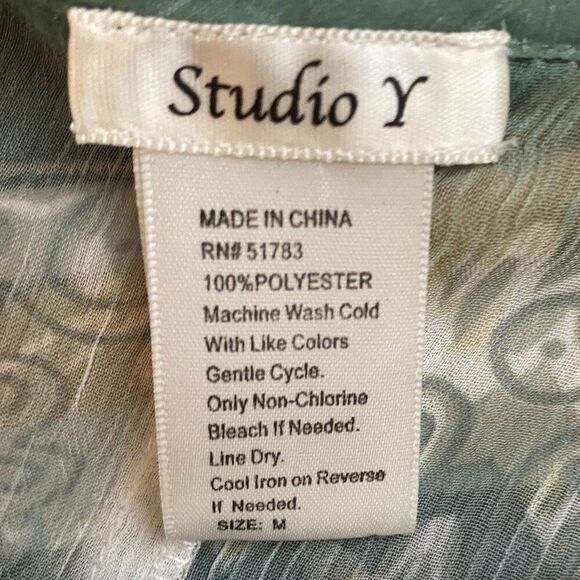 Studio Y
MADE IN CHINA
RN# 51783
100%POLYESTER
Machine Wash Cold
With Like Colors
Gentle Cycle.
Only Non-Chlorine
Bleach If Needed.
Line Dry.
Cool Iron on Reverse
If Needed.
SIZE: M